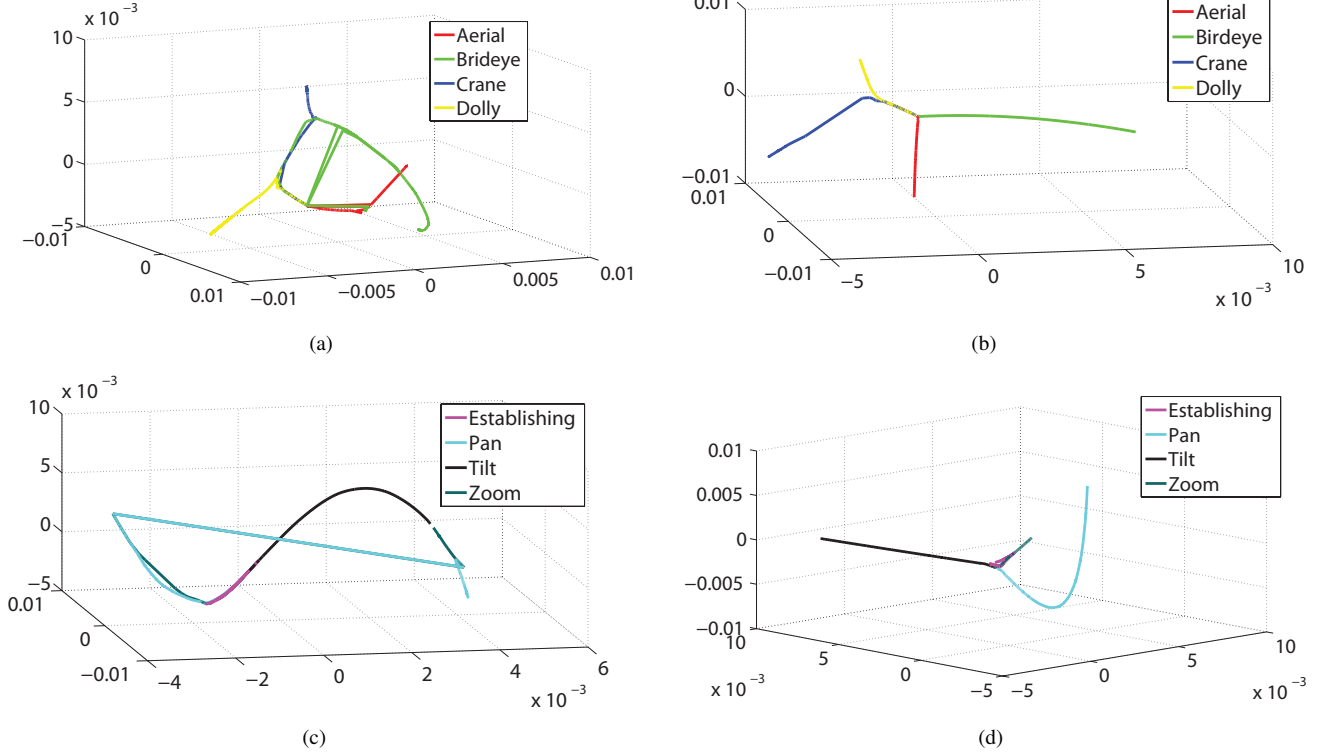 x 10 −3
10
5
0
−5
−0.01
0
0.01
−0.01
−0.005
0
0.005
0.01
Aerial
Brideye
Crane
Dolly
(a)
0.01
0
−0.01
0.01
0
−0.01
−5
0
5
10
x 10 −3
Aerial
Birdeye
Crane
Dolly
(b)
x 10 −3
10
5
0
−5
0.01
0
−0.01
−4
−2
0
2
4
6
x 10 −3
Establishing
Pan
Tilt
Zoom
(c)
0.01
0.005
0
−0.005
−0.01
10
5
0
−5
x 10 −3
−5
0
5
10
x 10 −3
Establishing
Pan
Tilt
Zoom
(d)